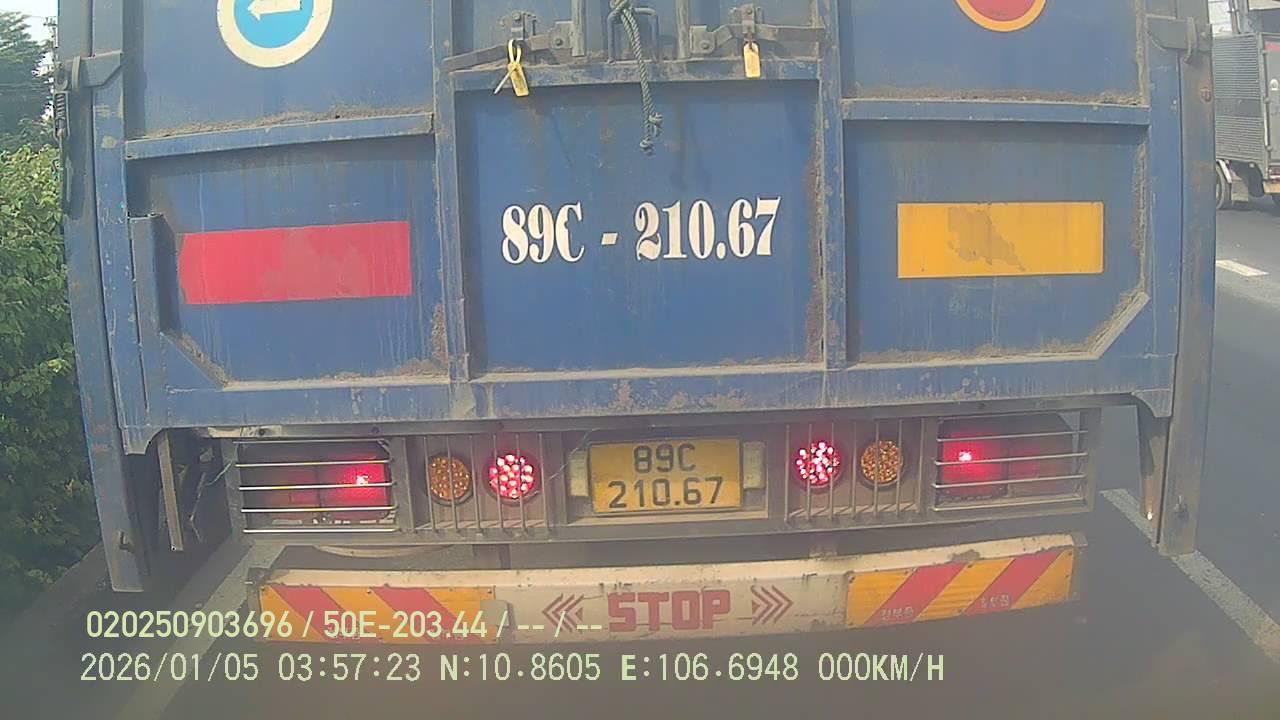 89C - 210.67
89C
210.67
STOP
020250903696 / 50E-203.44 / -- / --
2026/01/05 03:57:23 N:10.8605 E:106.6948 000KM/H